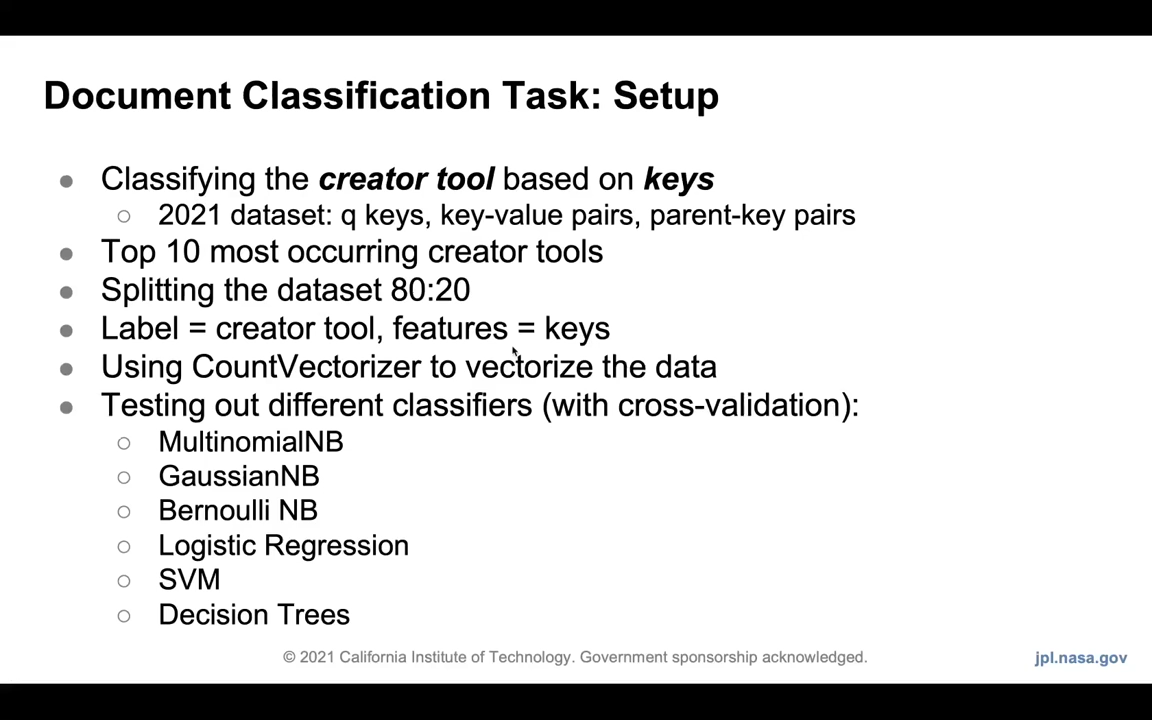 Document Classification Task: Setup
● Classifying the creator tool based on keys
○ 2021 dataset: q keys, key-value pairs, parent-key pairs
● Top 10 most occurring creator tools
● Splitting the dataset 80:20
● Label = creator tool, features = keys
● Using CountVectorizer to vectorize the data
● Testing out different classifiers (with cross-validation):
○ MultinomialNB
○ GaussianNB
○ Bernoulli NB
○ Logistic Regression
○ SVM
○ Decision Trees
© 2021 California Institute of Technology. Government sponsorship acknowledged.
jpl.nasa.gov